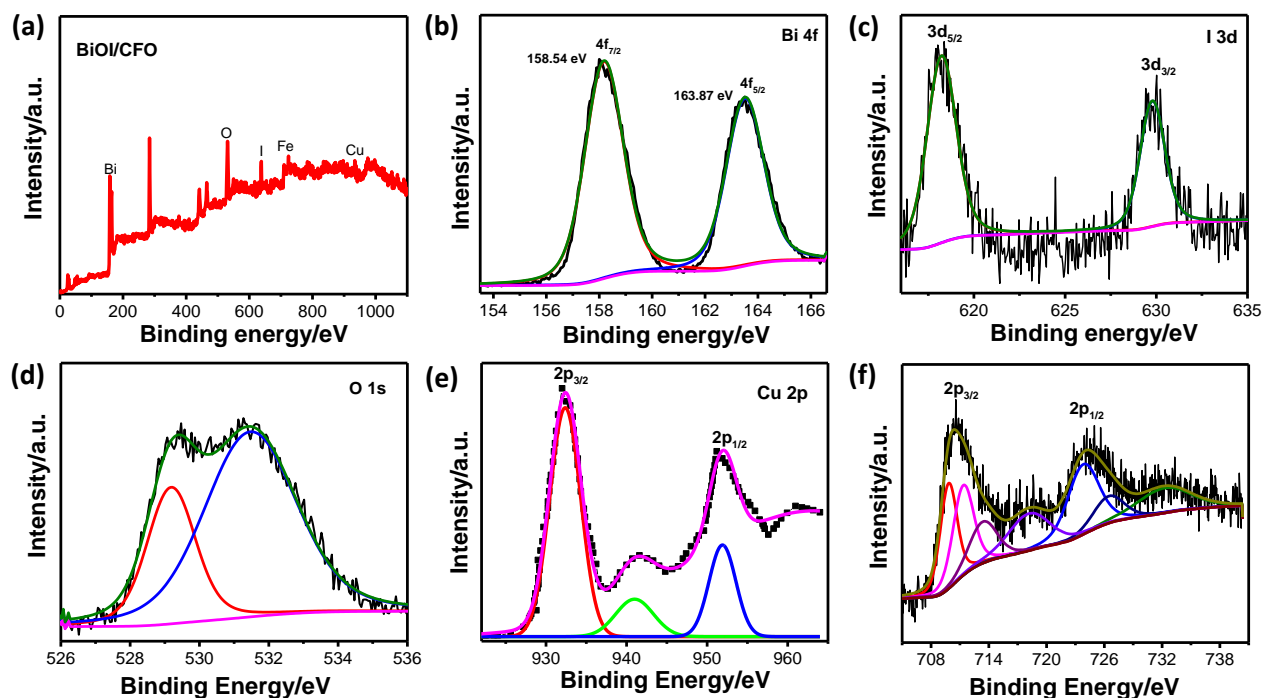 (a)
BiOI/CFO
Bi
O
I
Fe
Cu
Intensity/a.u.
0 200 400 600 800 1000
Binding energy/eV
(b)
Bi 4f
158.54 eV
4f7/2
163.87 eV
4f5/2
Intensity/a.u.
154 156 158 160 162 164 166
Binding energy/eV
(c)
I 3d
3d5/2
3d3/2
Intensity/a.u.
620 625 630 635
Binding energy/eV
(d)
O 1s
Intensity/a.u.
526 528 530 532 534 536
Binding Energy/eV
(e)
Cu 2p
2p3/2
2p1/2
Intensity/a.u.
930 940 950 960
Binding Energy/eV
(f)
2p3/2
2p1/2
Intensity/a.u.
708 714 720 726 732 738
Binding Energy/eV